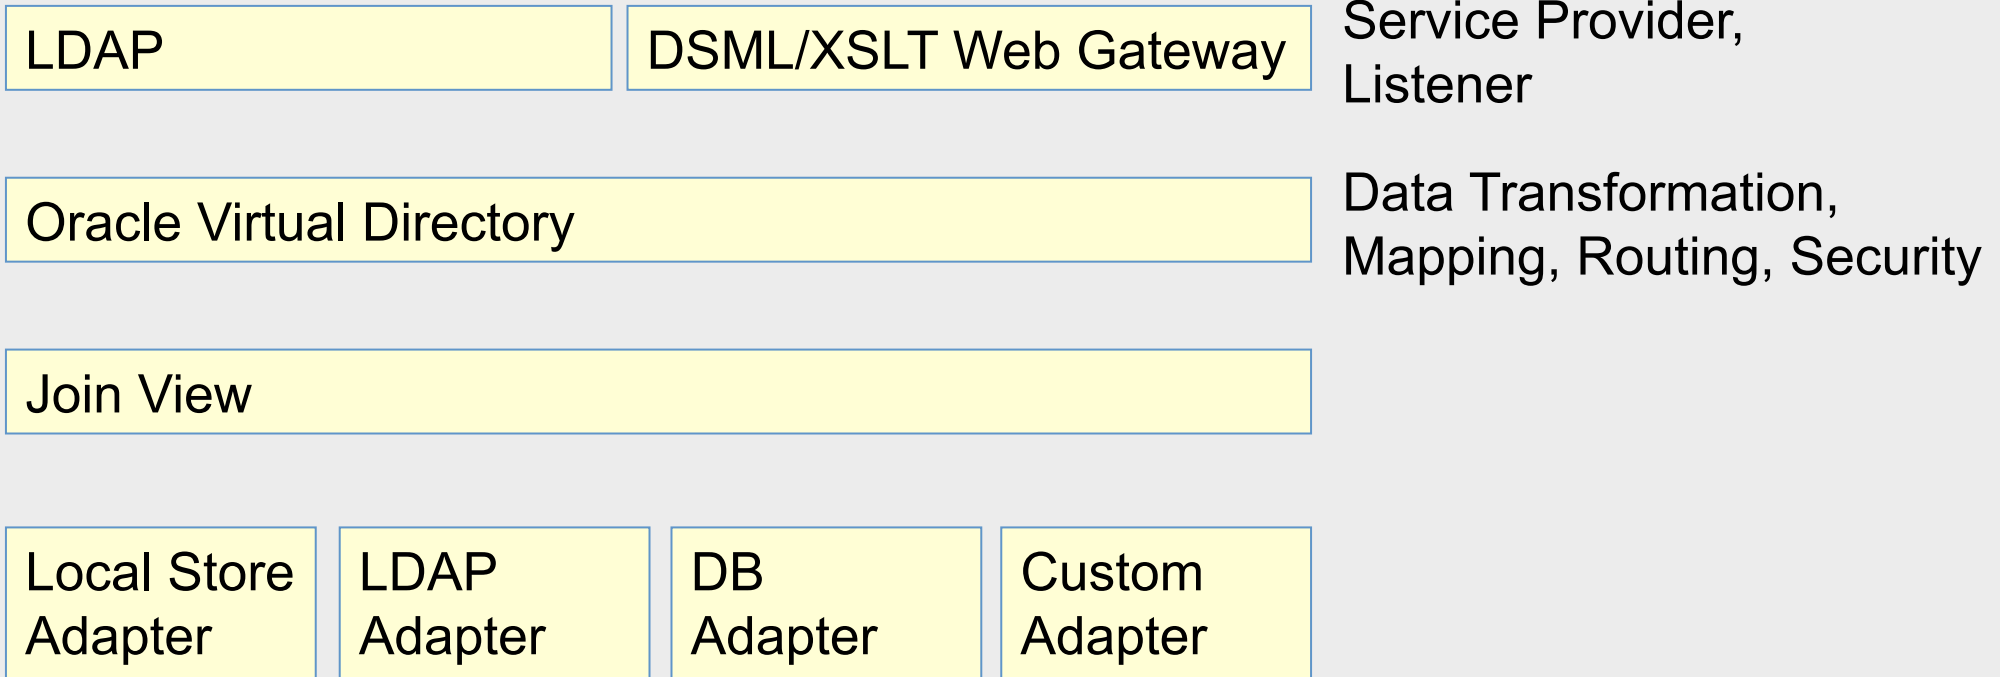 LDAP
DSML/XSLT Web Gateway
Service Provider,
Listener
Oracle Virtual Directory
Data Transformation,
Mapping, Routing, Security
Join View
Local Store
Adapter
LDAP
Adapter
DB
Adapter
Custom
Adapter